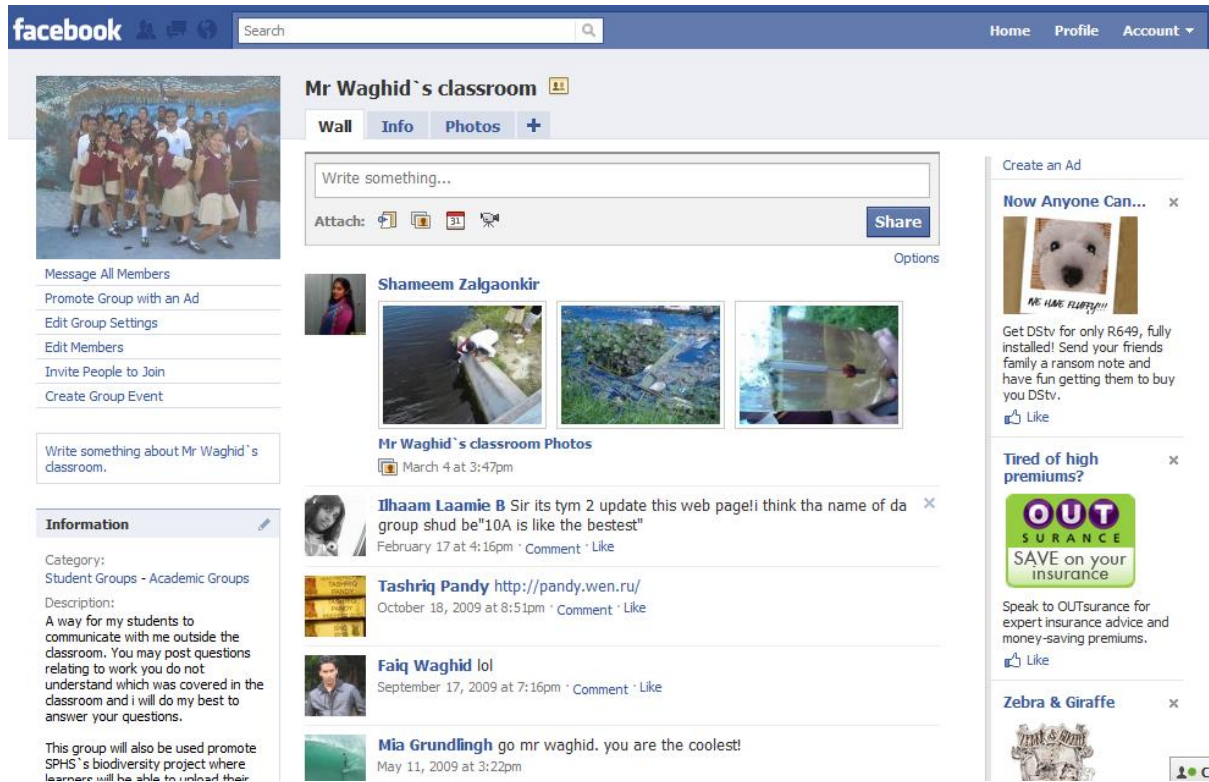 facebook
Search
Home Profile Account
Mr Waghid`s classroom
Wall Info Photos +
Write something...
Attach: 31 Share
Options
Message All Members
Promote Group with an Ad
Edit Group Settings
Edit Members
Invite People to Join
Create Group Event
Write something about Mr Waghid`s
classroom.
Information
Category:
Student Groups - Academic Groups
Description:
A way for my students to
communicate with me outside the
classroom. You may post questions
relating to work you do not
understand which was covered in the
classroom and i will do my best to
answer your questions.
This group will also be used promote
SPHS`s biodiversity project where
learners will be able to upload their
Shameem Zalgaonkir
Mr Waghid`s classroom Photos
March 4 at 3:47pm
Ilhaam Laamie B Sir its tym 2 update this web page!i think tha name of da
group shud be"10A is like the bestest"
February 17 at 4:16pm · Comment · Like
TASHRIQ
PANDY
Tashriq Pandy http://pandy.wen.ru/
October 18, 2009 at 8:51pm · Comment · Like
Faiq Waghid lol
September 17, 2009 at 7:16pm · Comment · Like
Mia Grundlingh go mr waghid. you are the coolest!
May 11, 2009 at 3:22pm
Create an Ad
Now Anyone Can... ×
WE HAVE FLUFFY!!!
Get DStv for only R649, fully
installed! Send your friends
family a ransom note and
have fun getting them to buy
you DStv.
Like
Tired of high
premiums? ×
OUT
SURANCE
SAVE on your
insurance
Speak to OUTsurance for
expert insurance advice and
money-saving premiums.
Like
Zebra & Giraffe ×